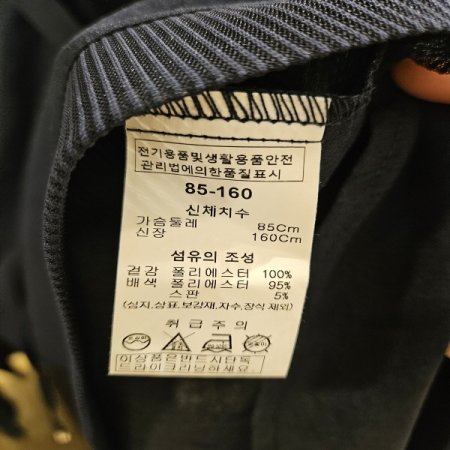 전기용품및생활용품안전
관리법에의한품질표시
85-160
신체치수
가슴둘레 85Cm
신장 160Cm
섬유의 조성
겉감 폴리에스터 100%
배색 폴리에스터 95%
스판 5%
(심지,상표,보강재,자수,장식 제외)
취급주의
이상품은반드시단독
드라이크리닝하세요.